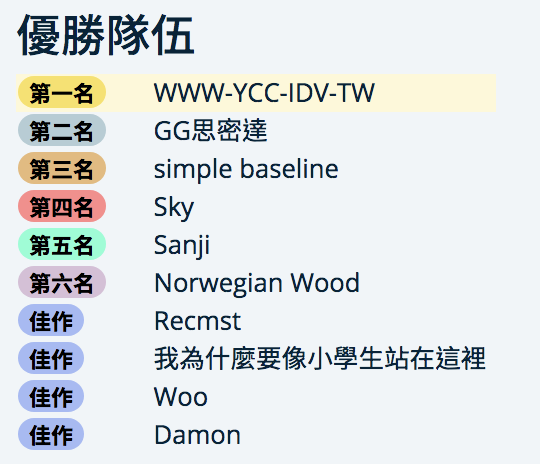 優勝隊伍
第一名 WWW-YCC-IDV-TW
第二名 GG思密達
第三名 simple baseline
第四名 Sky
第五名 Sanji
第六名 Norwegian Wood
佳作 Recmst
佳作 我為什麼要像小學生站在這裡
佳作 Woo
佳作 Damon